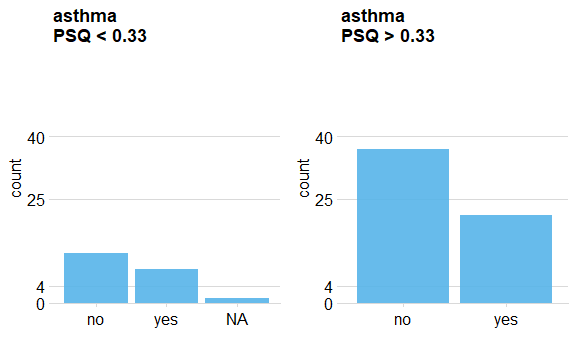 asthma
PSQ < 0.33
count
40
25
4
0
no yes NA
asthma
PSQ > 0.33
count
40
25
4
0
no yes